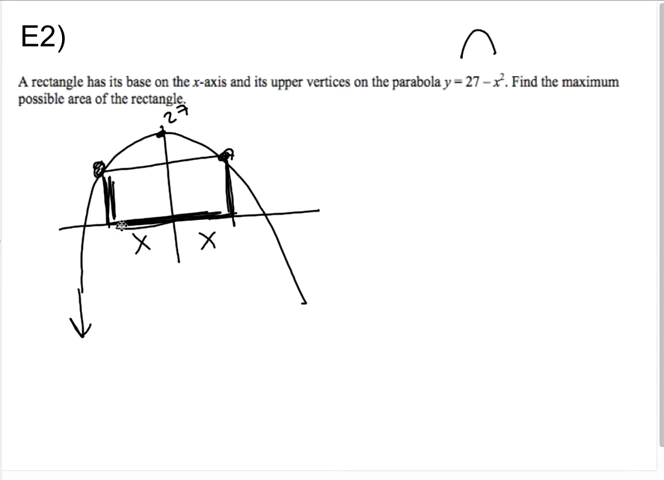 E2)
A rectangle has its base on the x-axis and its upper vertices on the parabola y = 27 – x². Find the maximum
possible area of the rectangle.
27
X X